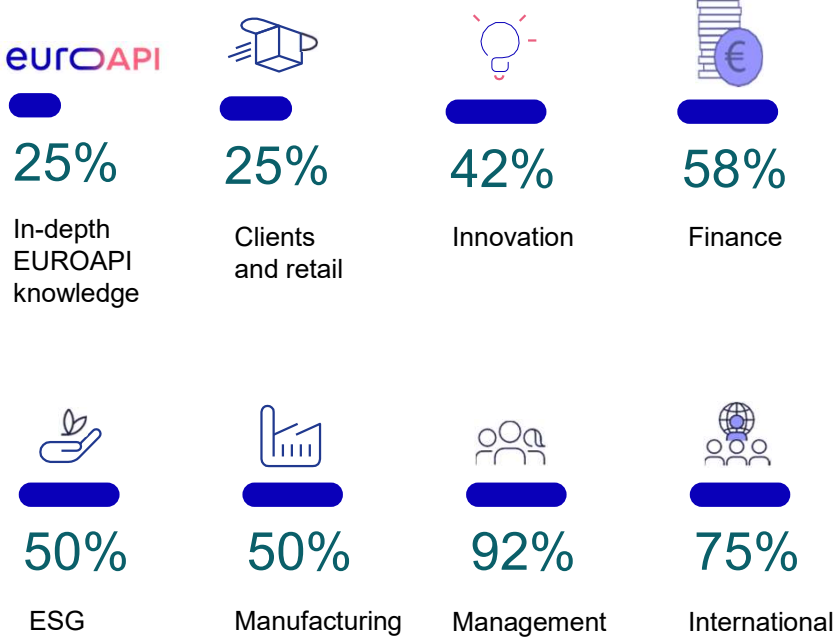 euroAPI
25%
In-depth
EUROAPI
knowledge
25%
Clients
and retail
42%
Innovation
€
58%
Finance
50%
ESG
50%
Manufacturing
92%
Management
75%
International